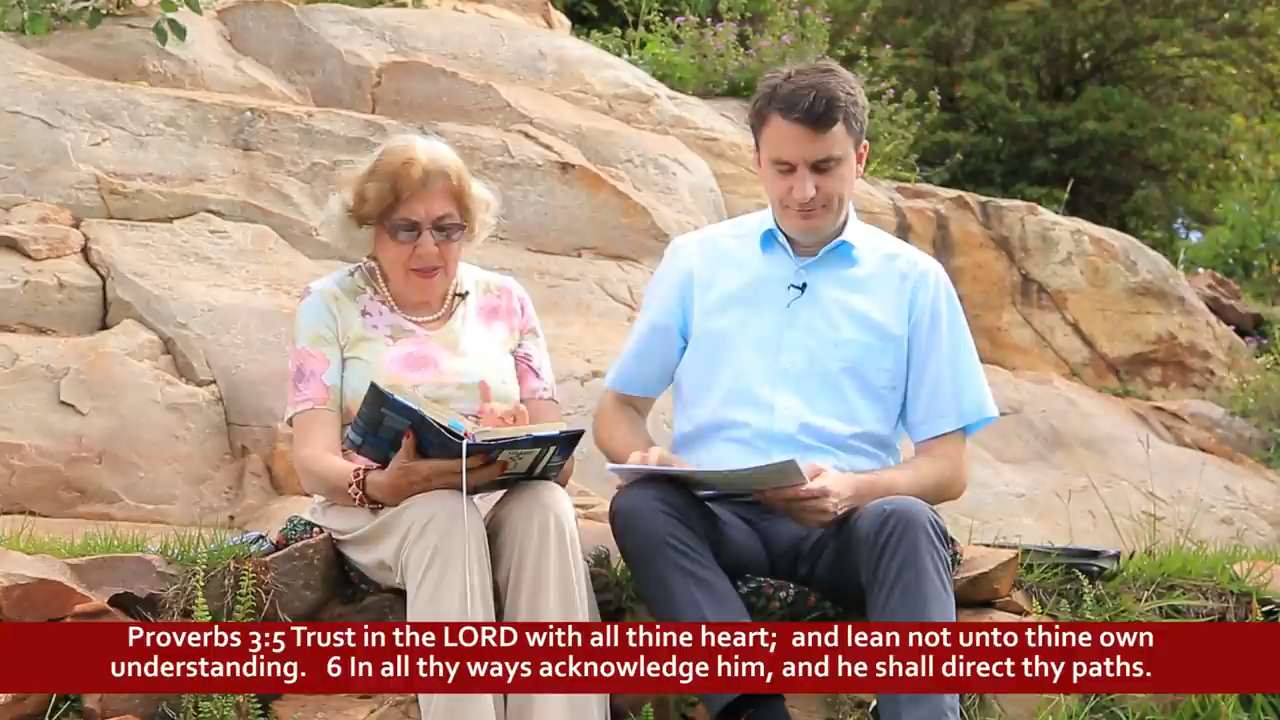 Proverbs 3:5 Trust in the LORD with all thine heart; and lean not unto thine own
understanding. 6 In all thy ways acknowledge him, and he shall direct thy paths.